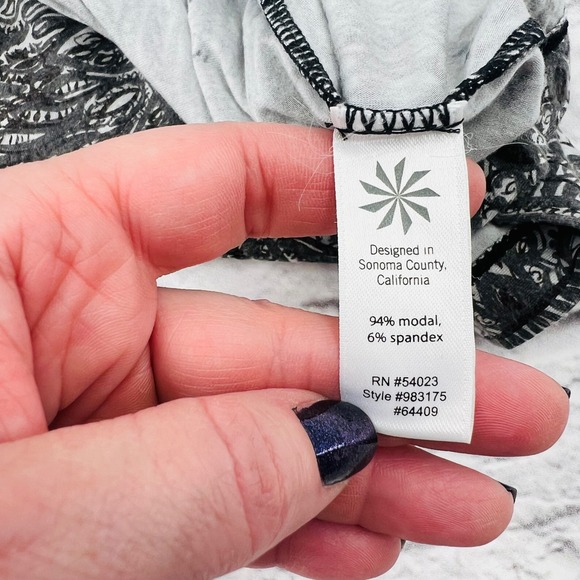 Designed in
Sonoma County,
California
94% modal,
6% spandex
RN #54023
Style #983175
#64409